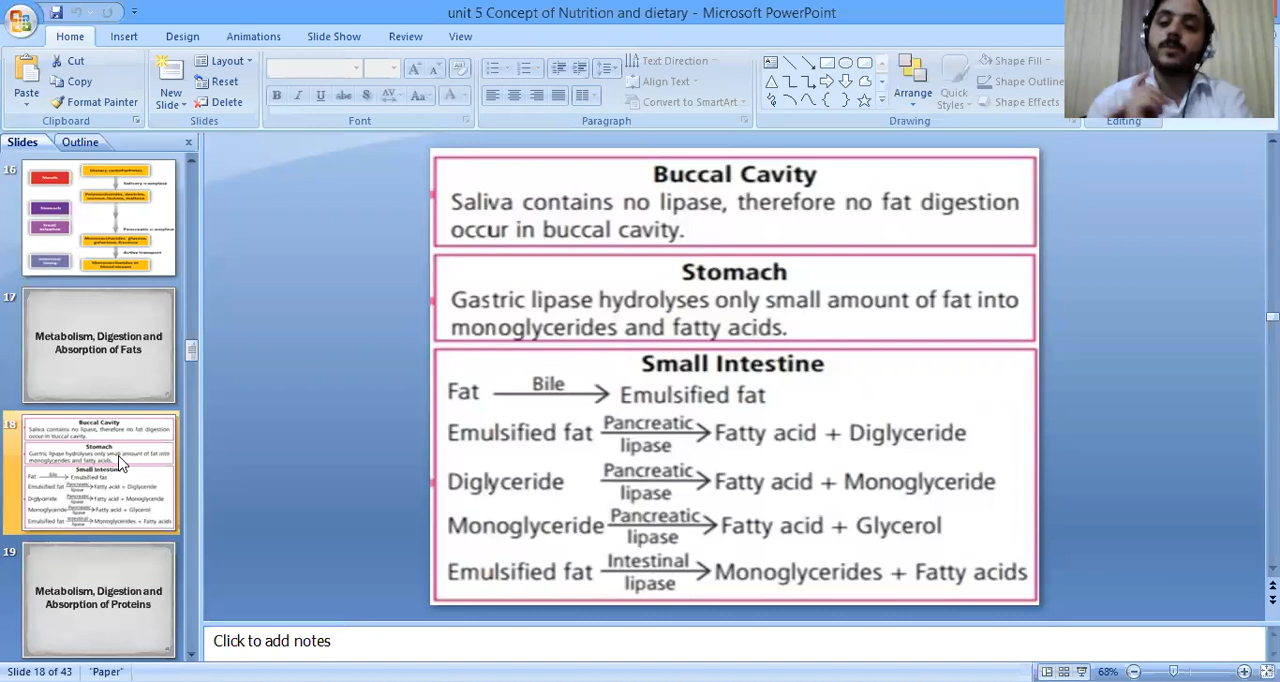 unit 5 Concept of Nutrition and dietary - Microsoft PowerPoint
Home Insert Design Animations Slide Show Review View
Paste
Cut
Copy
Format Painter
Clipboard
New Slide
Layout
Reset
Delete
Slides
B I U abc S AV Aa A
Font
Text Direction
Align Text
Convert to SmartArt
Paragraph
Arrange
Quick Styles
Shape Fill
Shape Outline
Shape Effects
Drawing
Editing
Slides Outline
16
17
Metabolism, Digestion and
Absorption of Fats
18
19
Metabolism, Digestion and
Absorption of Proteins
Buccal Cavity
Saliva contains no lipase, therefore no fat digestion
occur in buccal cavity.
Stomach
Gastric lipase hydrolyses only small amount of fat into
monoglycerides and fatty acids.
Small Intestine
Fat Bile Emulsified fat
Emulsified fat Pancreatic lipase Fatty acid + Diglyceride
Diglyceride Pancreatic lipase Fatty acid + Monoglyceride
Monoglyceride Pancreatic lipase Fatty acid + Glycerol
Emulsified fat Intestinal lipase Monoglycerides + Fatty acids
Click to add notes
Slide 18 of 43 "Paper" 68%